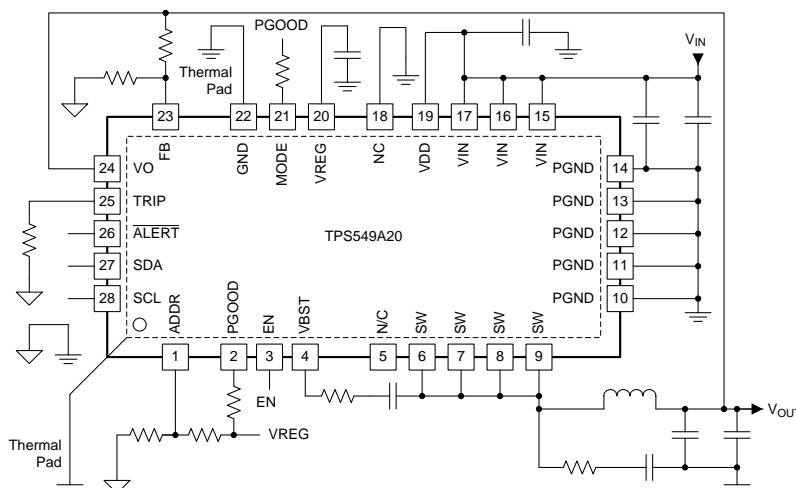 PGOOD
V_IN
Thermal
Pad
23 22 21 20 18 19 17 16 15
FB GND MODE VREG NC VDD VIN VIN VIN
24 VO PGND 14
25 TRIP PGND 13
26 ALERT TPS549A20 PGND 12
27 SDA PGND 11
28 SCL PGND 10
ADDR PGOOD EN VBST N/C SW SW SW SW
1 2 3 4 5 6 7 8 9
EN
V_OUT
VREG
Thermal
Pad